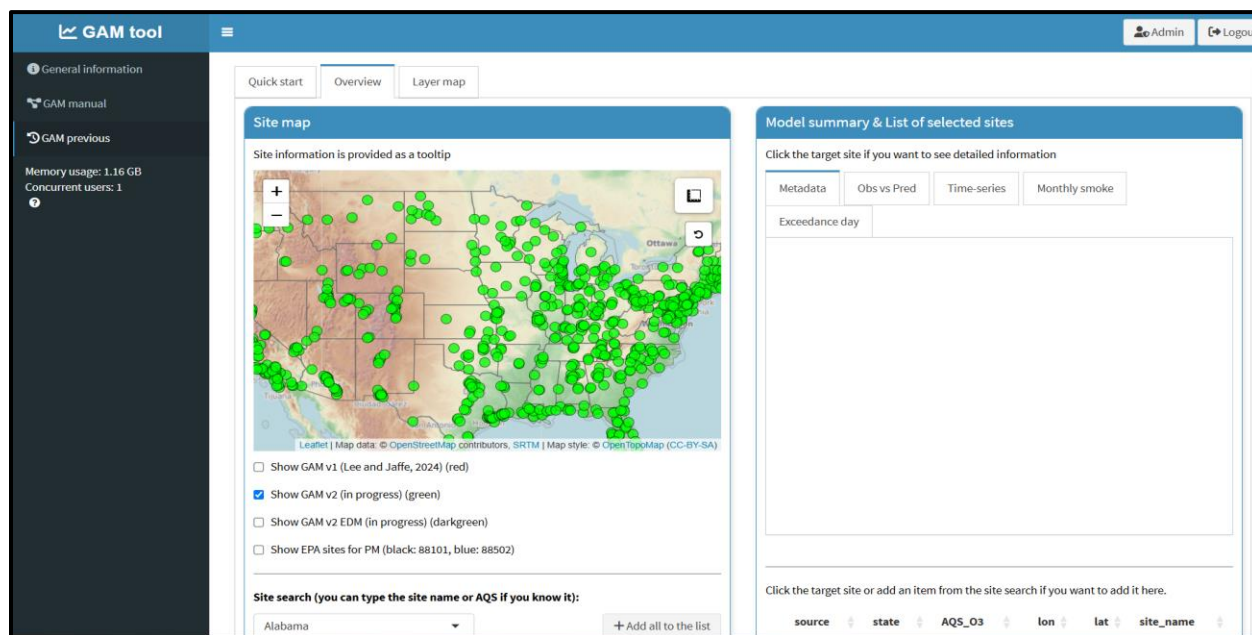 GAM tool
Admin
Logou
General information
GAM manual
GAM previous
Memory usage: 1.16 GB
Concurrent users: 1
Quick start
Overview
Layer map
Site map
Site information is provided as a tooltip
+
−
Ottawa
Leaflet | Map data: © OpenStreetMap contributors, SRTM | Map style: © OpenTopoMap (CC-BY-SA)
Show GAM v1 (Lee and Jaffe, 2024) (red)
Show GAM v2 (in progress) (green)
Show GAM v2 EDM (in progress) (darkgreen)
Show EPA sites for PM (black: 88101, blue: 88502)
Site search (you can type the site name or AQS if you know it):
Alabama
+ Add all to the list
Model summary & List of selected sites
Click the target site if you want to see detailed information
Metadata
Obs vs Pred
Time-series
Monthly smoke
Exceedance day
Click the target site or add an item from the site search if you want to add it here.
source state AQS_O3 lon lat site_name